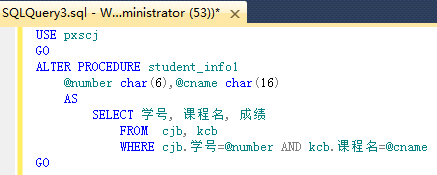 SQLQuery3.sql - W...ministrator (53))*
USE pxscj
GO
ALTER PROCEDURE student_info1
@number char(6),@cname char(16)
AS
SELECT 学号, 课程名, 成绩
FROM cjb, kcb
WHERE cjb.学号=@number AND kcb.课程名=@cname
GO